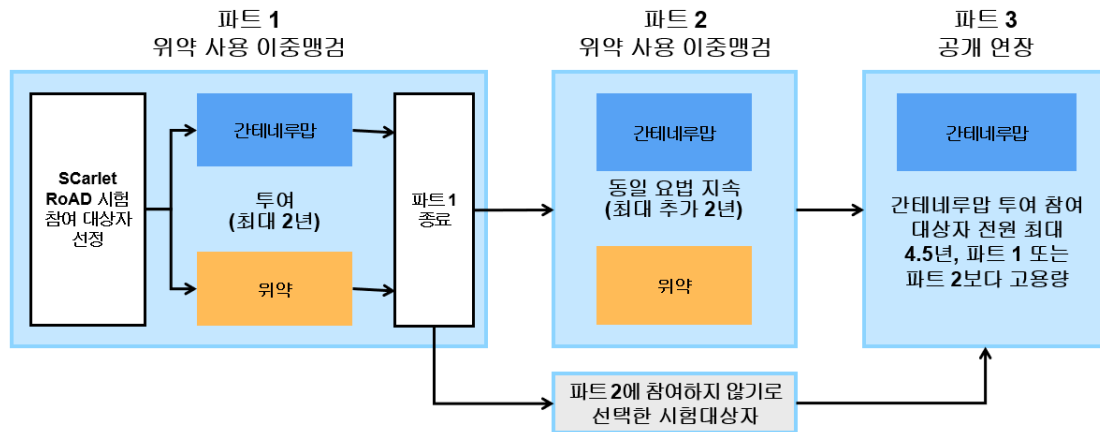 파트 1
위약 사용 이중맹검
파트 2
위약 사용 이중맹검
파트 3
공개 연장
SCarlet
RoAD 시험
참여 대상자
선정
간테네루맙
투여
(최대 2년)
위약
파트 1
종료
간테네루맙
동일 요법 지속
(최대 추가 2년)
위약
간테네루맙
간테네루맙 투여 참여
대상자 전원 최대
4.5년, 파트 1 또는
파트 2보다 고용량
파트 2에 참여하지 않기로
선택한 시험대상자